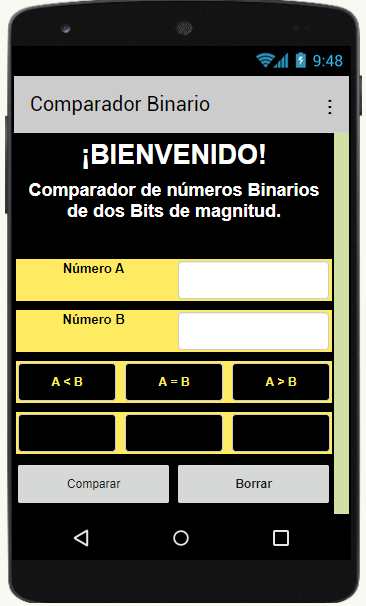 9:48
Comparador Binario
¡BIENVENIDO!
Comparador de números Binarios
de dos Bits de magnitud.
Número A
Número B
A < B A = B A > B
Comparar Borrar